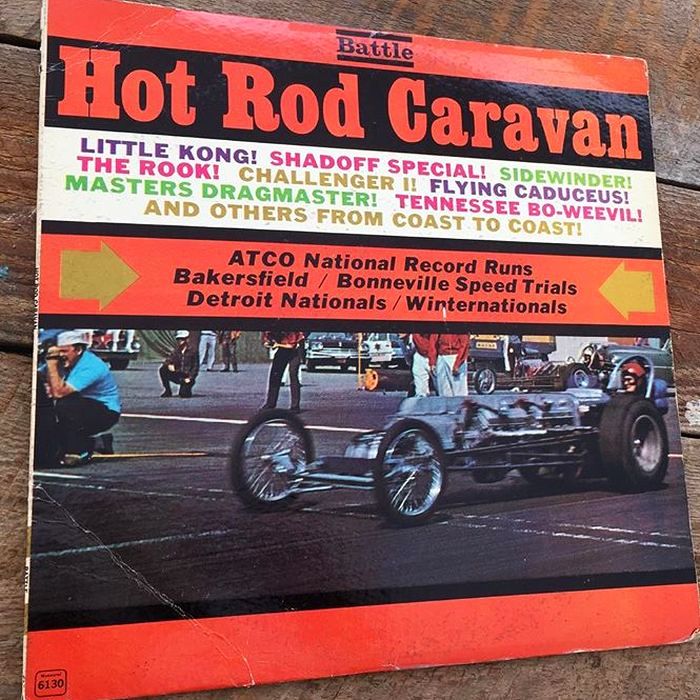 Battle
Hot Rod Caravan
LITTLE KONG! SHADOFF SPECIAL! SIDEWINDER!
THE ROOK! CHALLENGER I! FLYING CADUCEUS!
MASTERS DRAGMASTER! TENNESSEE BO-WEEVIL!
AND OTHERS FROM COAST TO COAST!
ATCO National Record Runs
Bakersfield / Bonneville Speed Trials
Detroit Nationals / Winternationals
6130